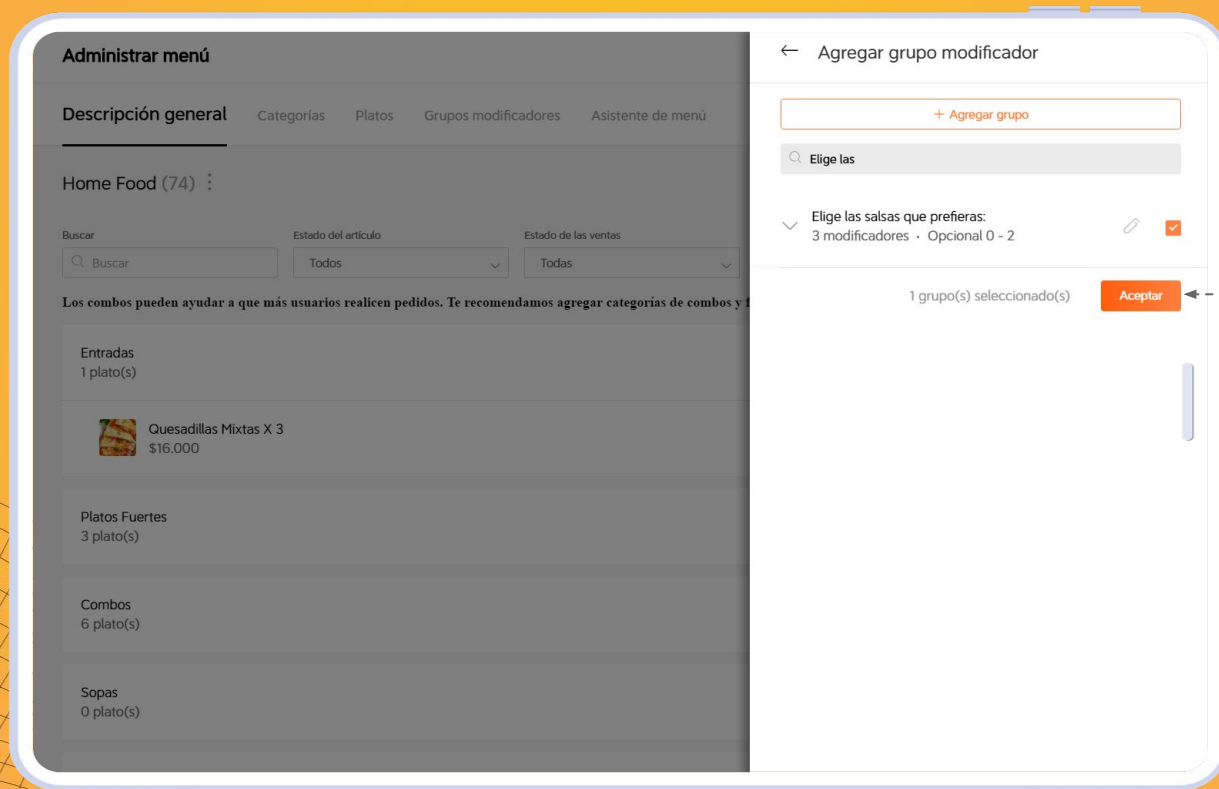 Administrar menú
Descripción general Categorías Platos Grupos modificadores Asistente de menú
Home Food (74)
Buscar Estado del artículo Estado de las ventas
Buscar Todos Todas
Los combos pueden ayudar a que más usuarios realicen pedidos. Te recomendamos agregar categorías de combos y
Entradas
1 plato(s)
Quesadillas Mixtas X 3
$16.000
Platos Fuertes
3 plato(s)
Combos
6 plato(s)
Sopas
0 plato(s)
← Agregar grupo modificador
+ Agregar grupo
Elige las
Elige las salsas que prefieras:
3 modificadores · Opcional 0 - 2
1 grupo(s) seleccionado(s) Aceptar